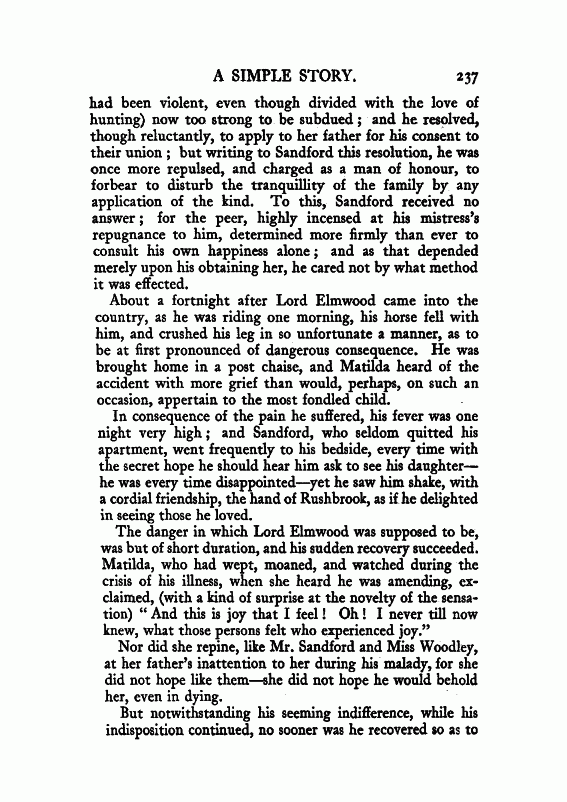 A SIMPLE STORY. 237
had been violent, even though divided with the love of
hunting) now too strong to be subdued ; and he resolved,
though reluctantly, to apply to her father for his consent to
their union ; but writing to Sandford this resolution, he was
once more repulsed, and charged as a man of honour, to
forbear to disturb the tranquillity of the family by any
application of the kind. To this, Sandford received no
answer ; for the peer, highly incensed at his mistress's
repugnance to him, determined more firmly than ever to
consult his own happiness alone ; and as that depended
merely upon his obtaining her, he cared not by what method
it was effected.
About a fortnight after Lord Elmwood came into the
country, as he was riding one morning, his horse fell with
him, and crushed his leg in so unfortunate a manner, as to
be at first pronounced of dangerous consequence. He was
brought home in a post chaise, and Matilda heard of the
accident with more grief than would, perhaps, on such an
occasion, appertain to the most fondled child.
In consequence of the pain he suffered, his fever was one
night very high ; and Sandford, who seldom quitted his
apartment, went frequently to his bedside, every time with
the secret hope he should hear him ask to see his daughter—
he was every time disappointed—yet he saw him shake, with
a cordial friendship, the hand of Rushbrook, as if he delighted
in seeing those he loved.
The danger in which Lord Elmwood was supposed to be,
was but of short duration, and his sudden recovery succeeded.
Matilda, who had wept, moaned, and watched during the
crisis of his illness, when she heard he was amending, ex-
claimed, (with a kind of surprise at the novelty of the sensa-
tion) “ And this is joy that I feel ! Oh ! I never till now
knew, what those persons felt who experienced joy.”
Nor did she repine, like Mr. Sandford and Miss Woodley,
at her father's inattention to her during his malady, for she
did not hope like them—she did not hope he would behold
her, even in dying.
But notwithstanding his seeming indifference, while his
indisposition continued, no sooner was he recovered so as to